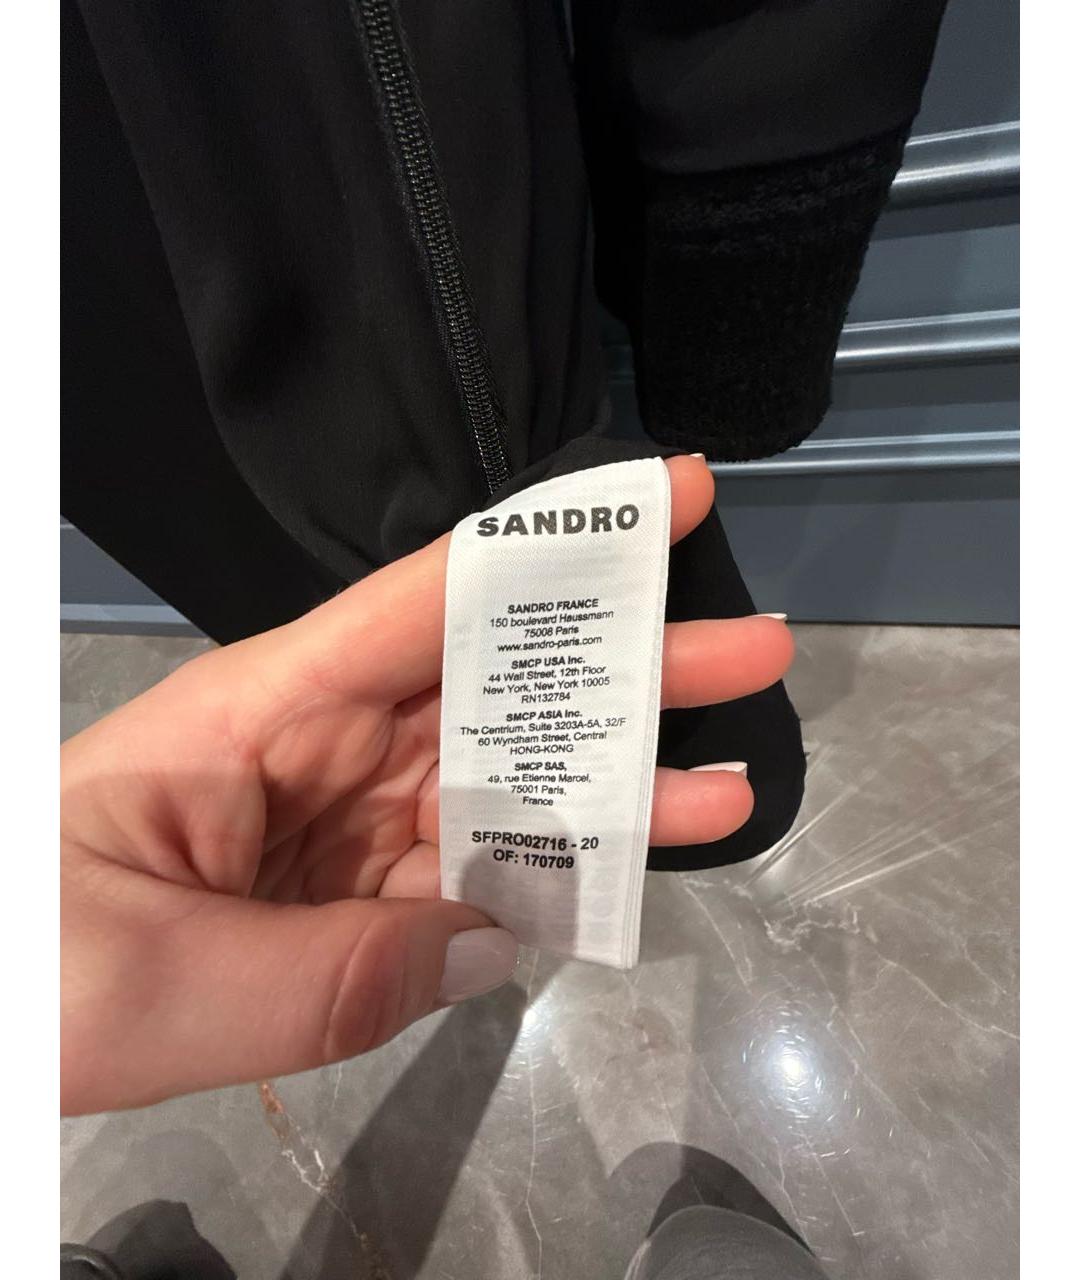 SANDRO
SANDRO FRANCE
150 boulevard Haussmann
75008 Paris
www.sandro-paris.com
SMCP USA Inc.
44 Wall Street, 12th Floor
New York, New York 10005
RN132784
SMCP ASIA Inc.
The Centrium, Suite 3203A-5A, 32/F
60 Wyndham Street, Central
HONG-KONG
SMCP SAS,
49, rue Etienne Marcel,
75001 Paris,
France
SFPRO02716 - 20
OF: 170709